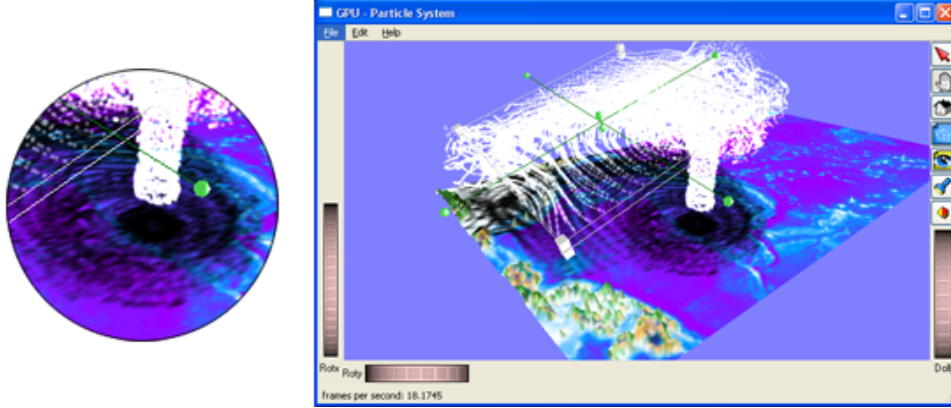 GPU - Particle System
File Edit Help
Rotx Roty
Doll
frames per second: 18.1745